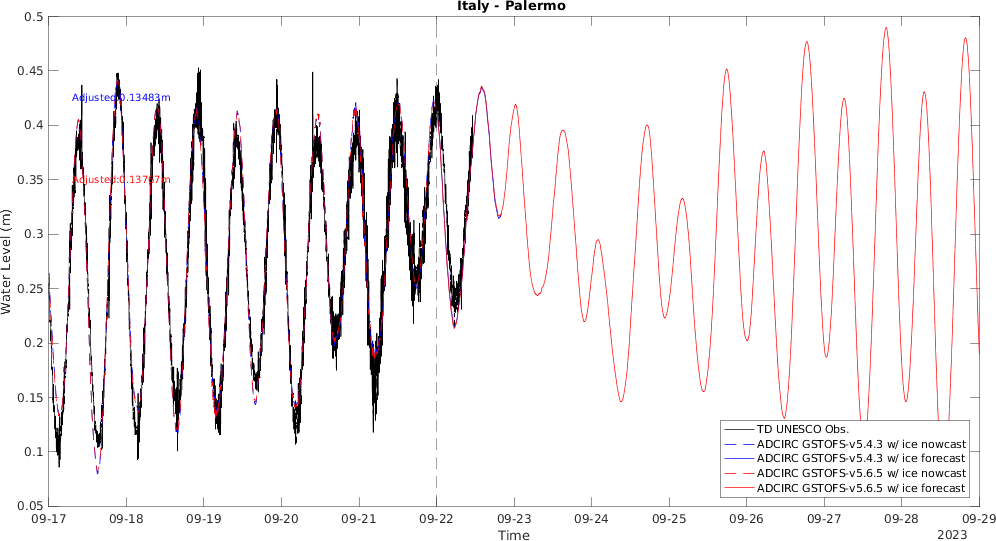 Italy - Palermo
0.5
0.45
0.4
0.35
0.3
0.25
0.2
0.15
0.1
0.05
Water Level (m)
Adjusted:0.13483m
Adjusted:0.13767m
TD UNESCO Obs.
ADCIRC GSTOFS-v5.4.3 w/ ice nowcast
ADCIRC GSTOFS-v5.4.3 w/ ice forecast
ADCIRC GSTOFS-v5.6.5 w/ ice nowcast
ADCIRC GSTOFS-v5.6.5 w/ ice forecast
09-17 09-18 09-19 09-20 09-21 09-22 09-23 09-24 09-25 09-26 09-27 09-28 09-29
Time
2023